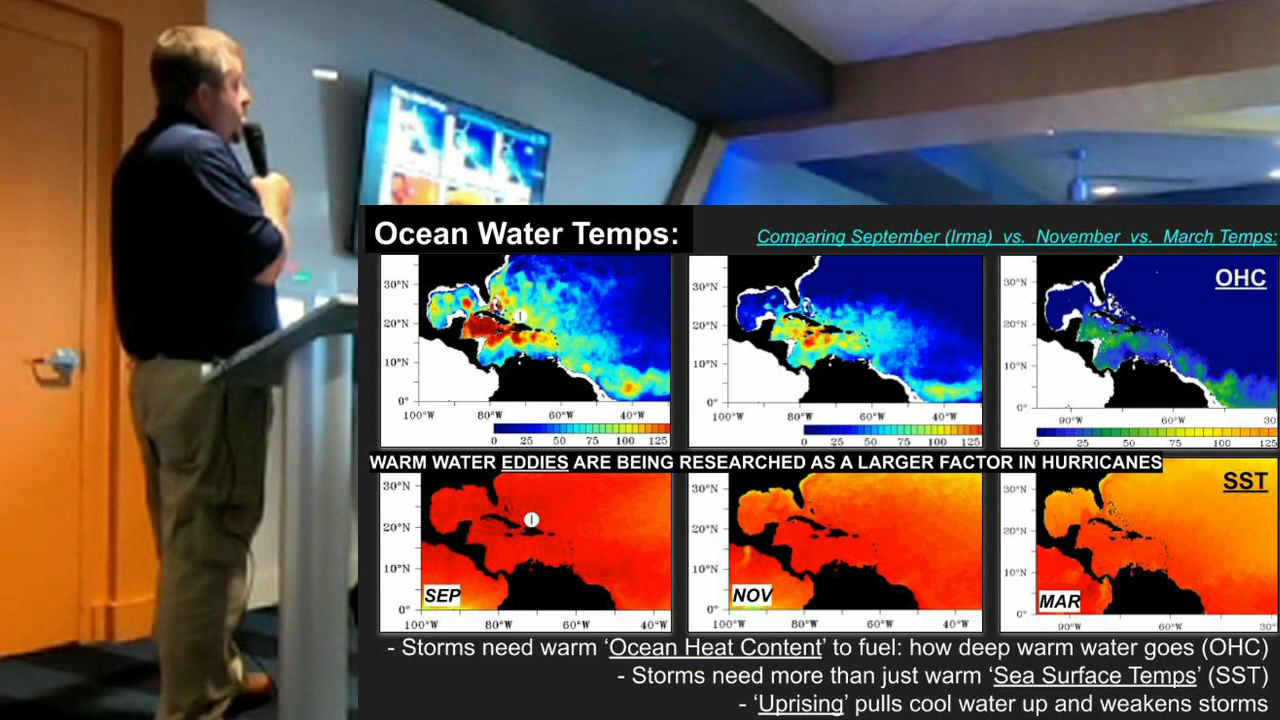 Ocean Water Temps:
Comparing September (Irma) vs. November vs. March Temps:
OHC
30°N
20°N
10°N
0°
100°W 80°W 60°W 40°W
0 25 50 75 100 125
30°N
20°N
10°N
0°
100°W 80°W 60°W 40°W
0 25 50 75 100 125
30°N
20°N
10°N
0°
90°W 60°W 30
0 25 50 75 100 125
WARM WATER EDDIES ARE BEING RESEARCHED AS A LARGER FACTOR IN HURRICANES
SST
30°N
20°N
10°N
0°
SEP
100°W 80°W 60°W 40°W
30°N
20°N
10°N
0°
NOV
100°W 80°W 60°W 40°W
30°N
20°N
10°N
0°
MAR
90°W 60°W 30°
- Storms need warm ‘Ocean Heat Content’ to fuel: how deep warm water goes (OHC)
- Storms need more than just warm ‘Sea Surface Temps’ (SST)
- ‘Uprising’ pulls cool water up and weakens storms